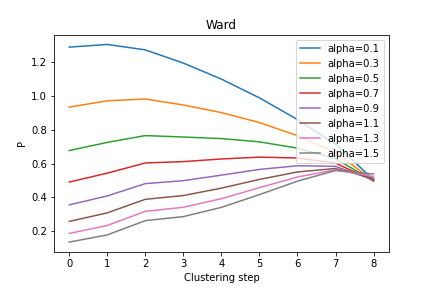 Ward
alpha=0.1
alpha=0.3
alpha=0.5
alpha=0.7
alpha=0.9
alpha=1.1
alpha=1.3
alpha=1.5
1.2
1.0
0.8
0.6
0.4
0.2
P
0 1 2 3 4 5 6 7 8
Clustering step